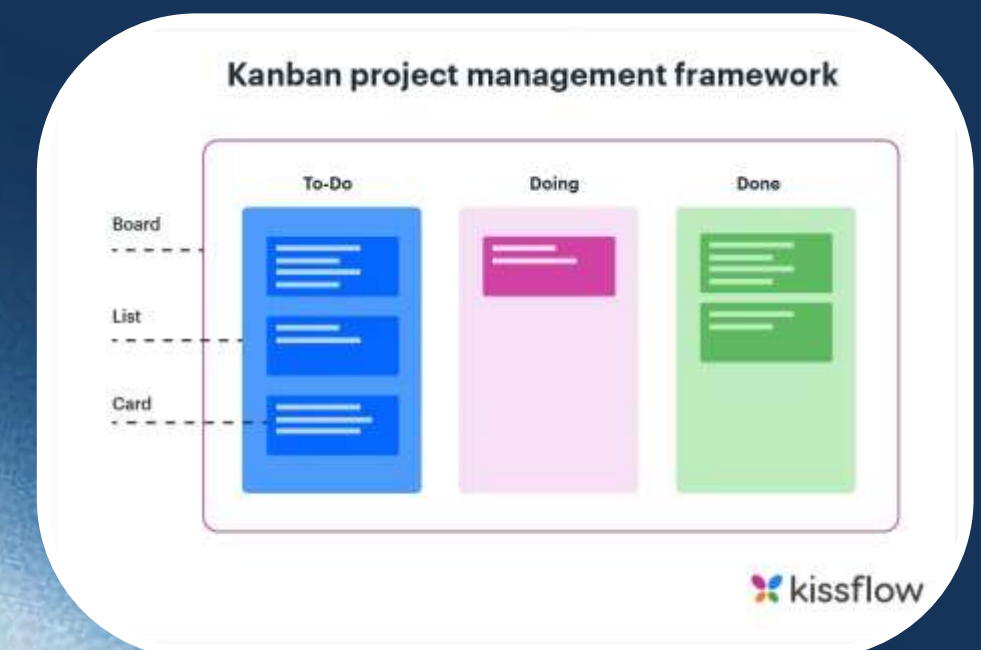 Kanban project management framework
To-Do Doing Done
Board
List
Card
kissflow